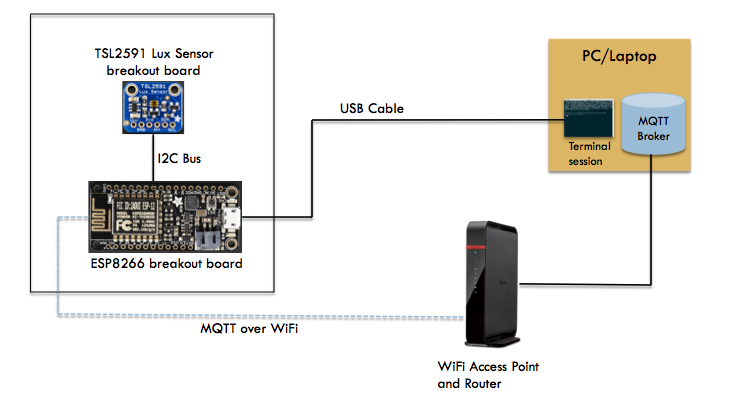 TSL2591 Lux Sensor
breakout board
TSL2591
Lux Sensor
I2C Bus
ESP8266 breakout board
USB Cable
PC/Laptop
Terminal
session
MQTT
Broker
MQTT over WiFi
WiFi Access Point
and Router